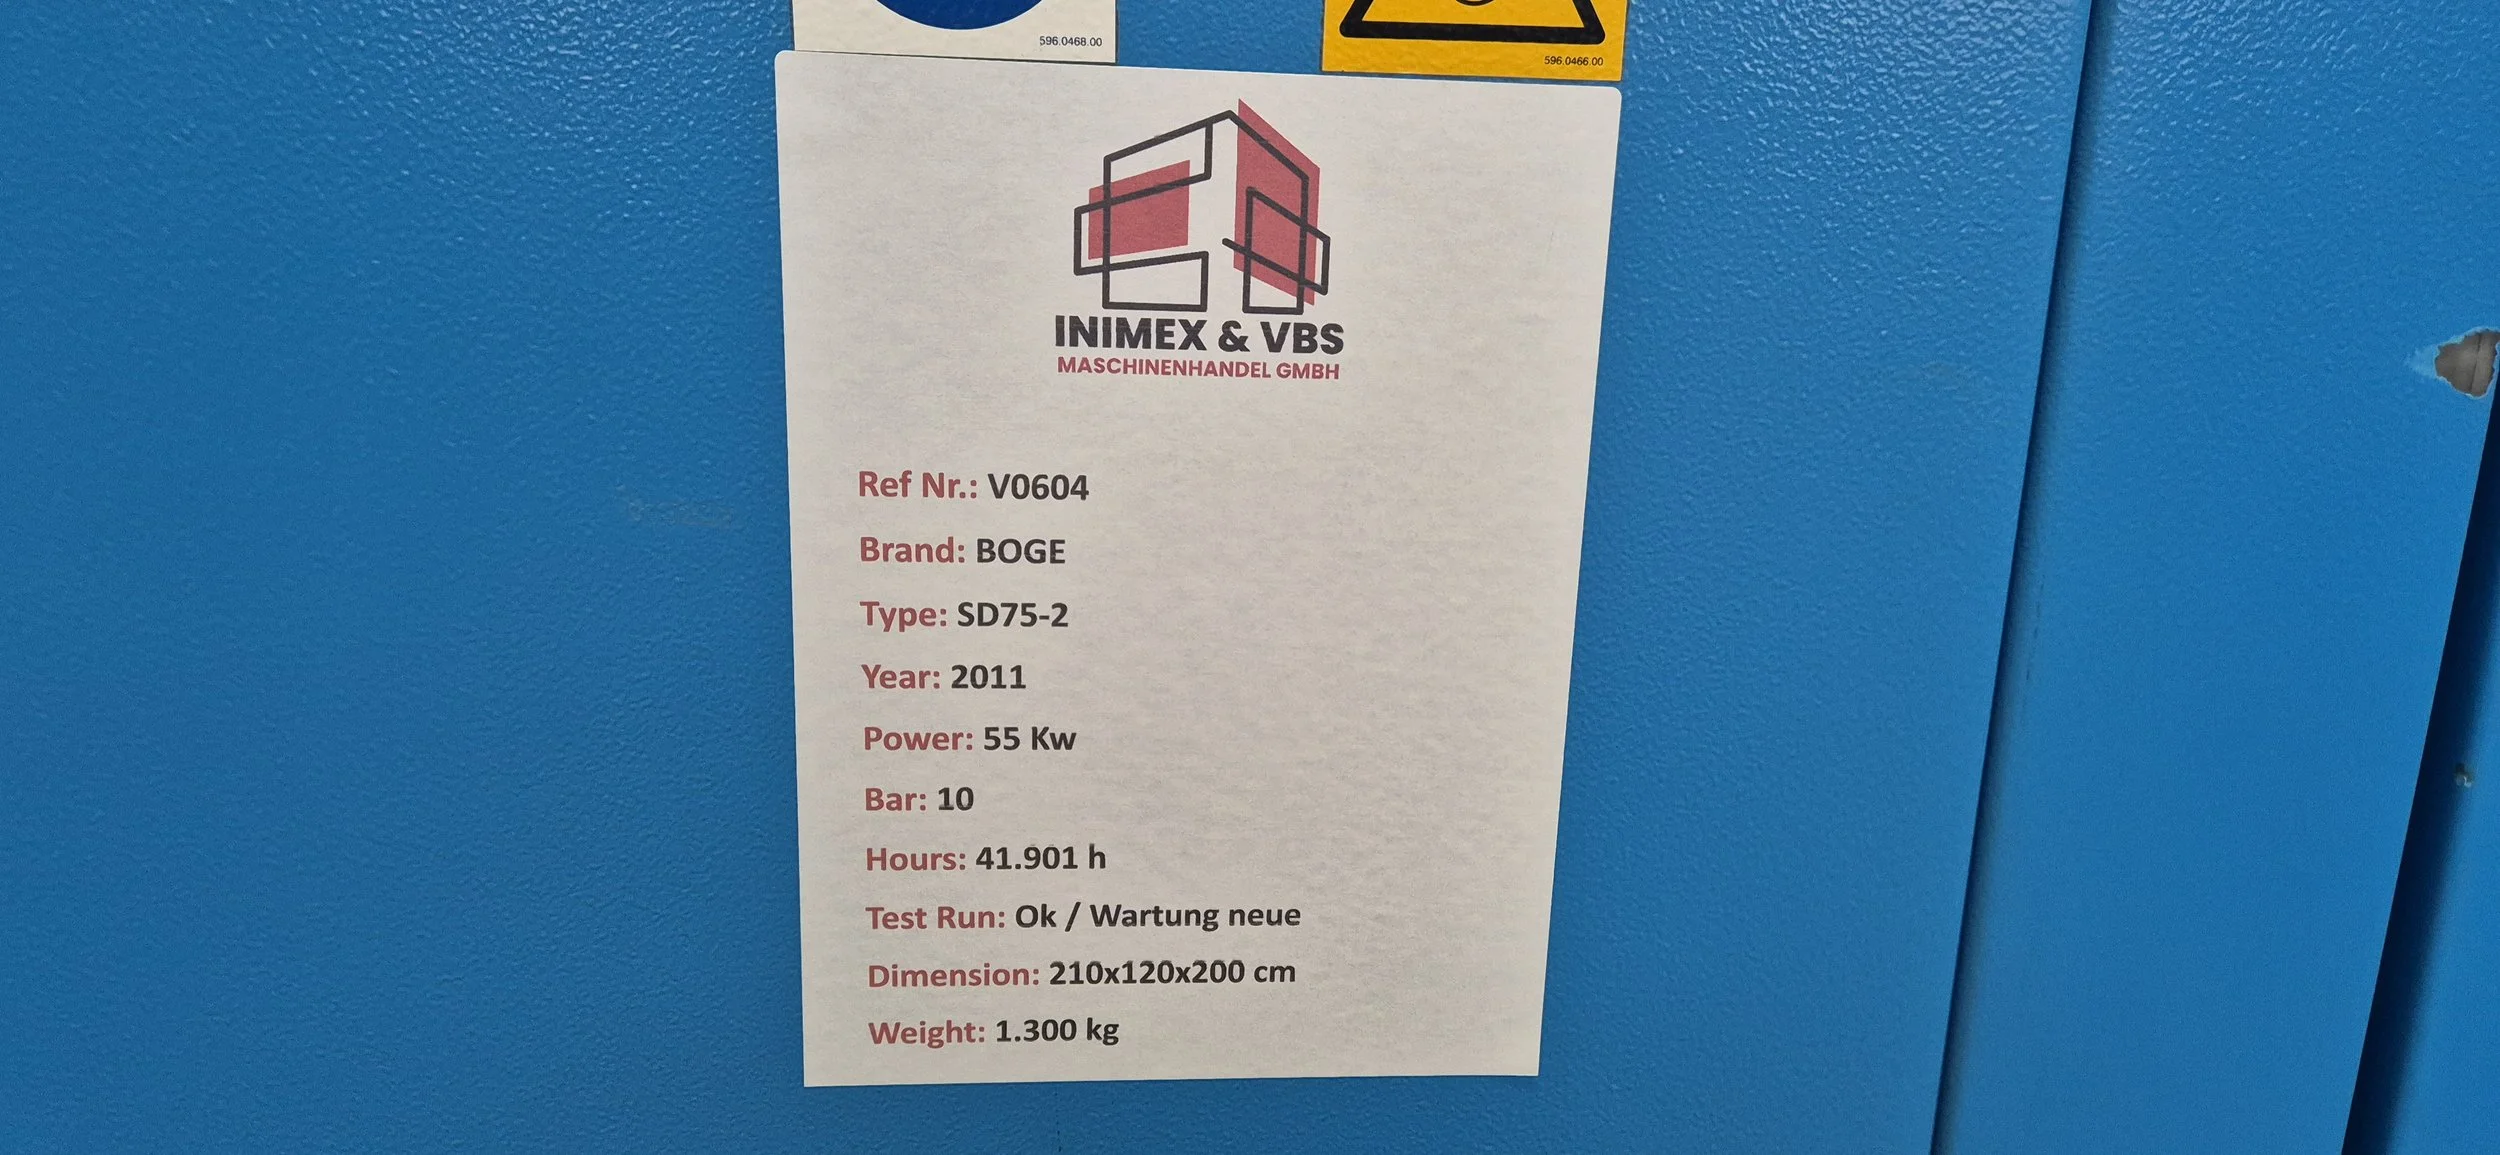 596.0468.00
596.0466.00
INIMEX & VBS
MASCHINENHANDEL GMBH
Ref Nr.: V0604
Brand: BOGE
Type: SD75-2
Year: 2011
Power: 55 Kw
Bar: 10
Hours: 41.901 h
Test Run: Ok / Wartung neue
Dimension: 210x120x200 cm
Weight: 1.300 kg